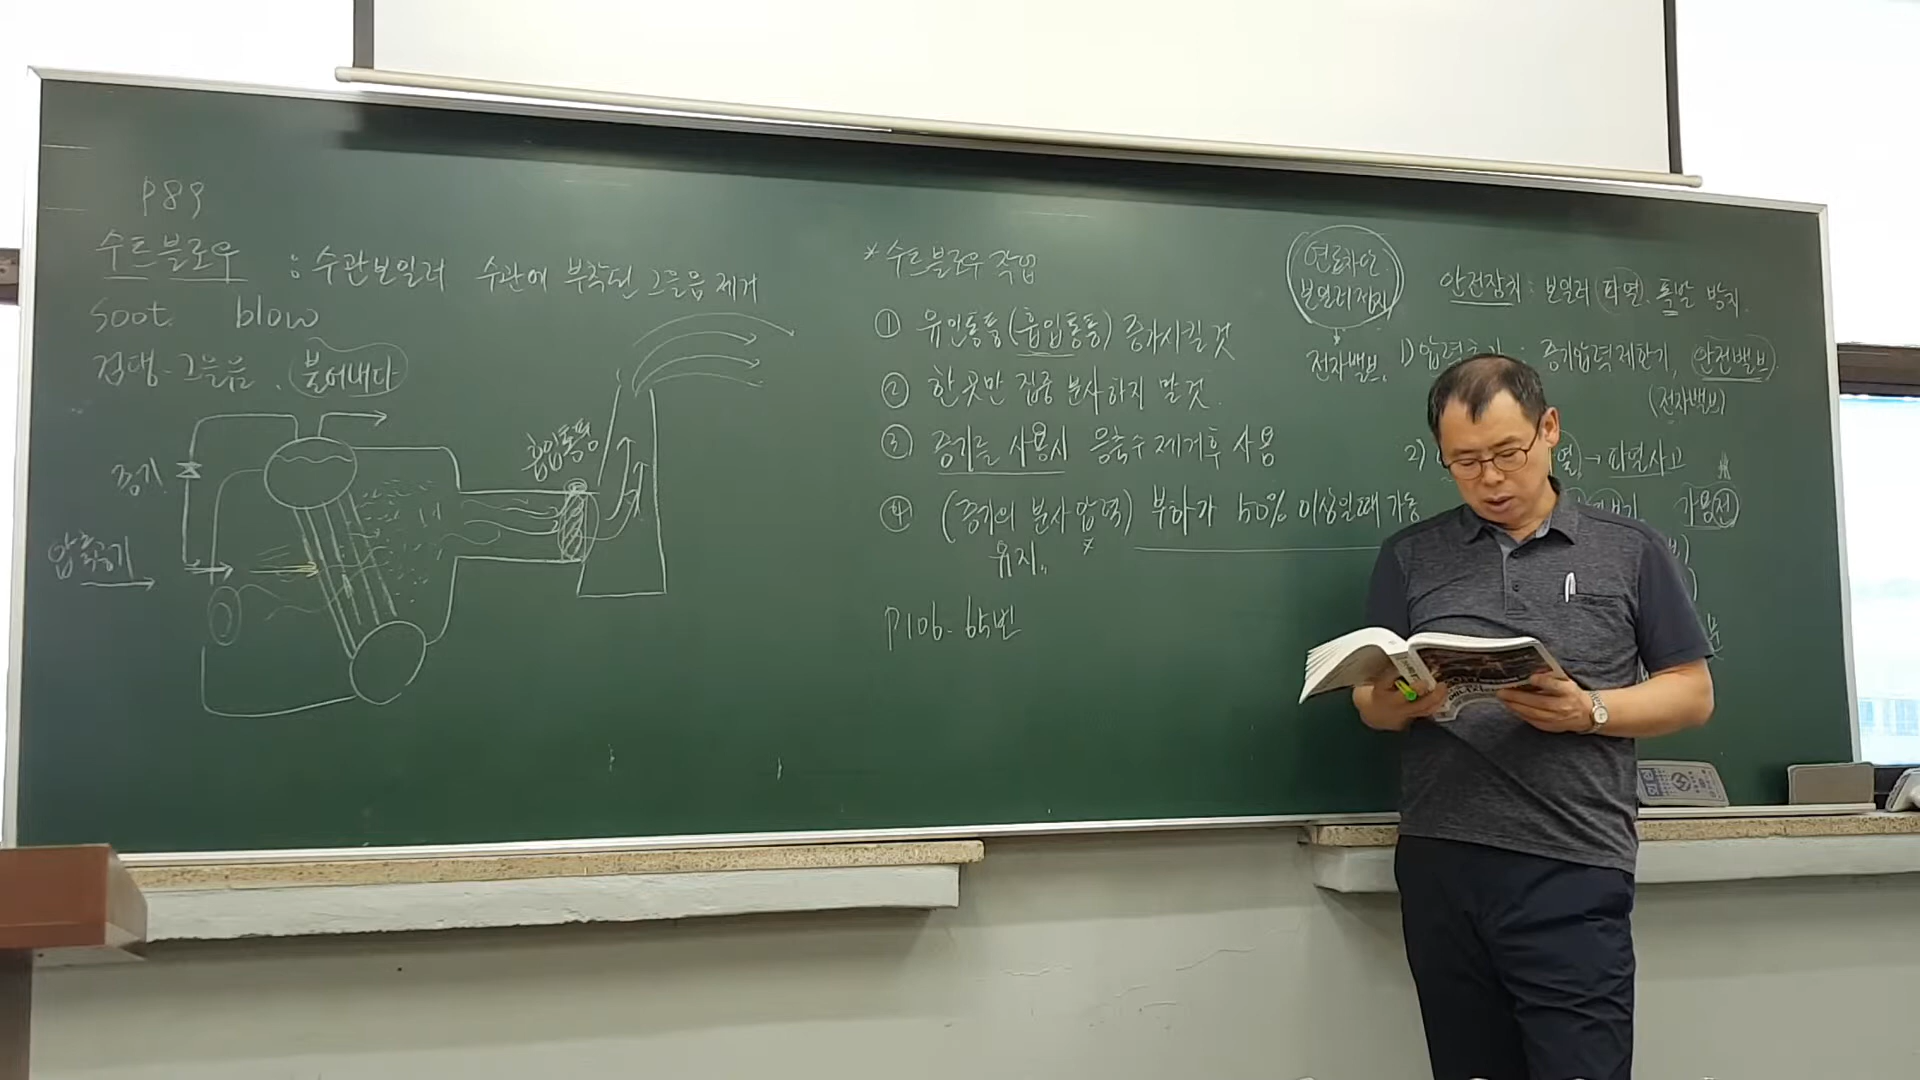 P89
수트블로우 : 수관보일러 수관에 부착된 그을음 제거
soot blow
검댕·그을음. 불어내다
증기
압축공기
흡입통풍
* 수트블로우 작업
① 유인통풍(흡입통풍) 증가시킬것
② 한곳만 집중 분사하지 말것.
③ 증기를 사용시 응축수 제거후 사용
④ (증기의 분사압력) 부하가 50% 이상일때 가동
유지.
P106. 65번
연료차단
보일러정지
전자밸브
안전장치 : 보일러 파열, 폭발 방지.
1) 압력초과 : 증기압력제한기, 안전밸브.
(전자밸브)
2) → 파열사고
가용전